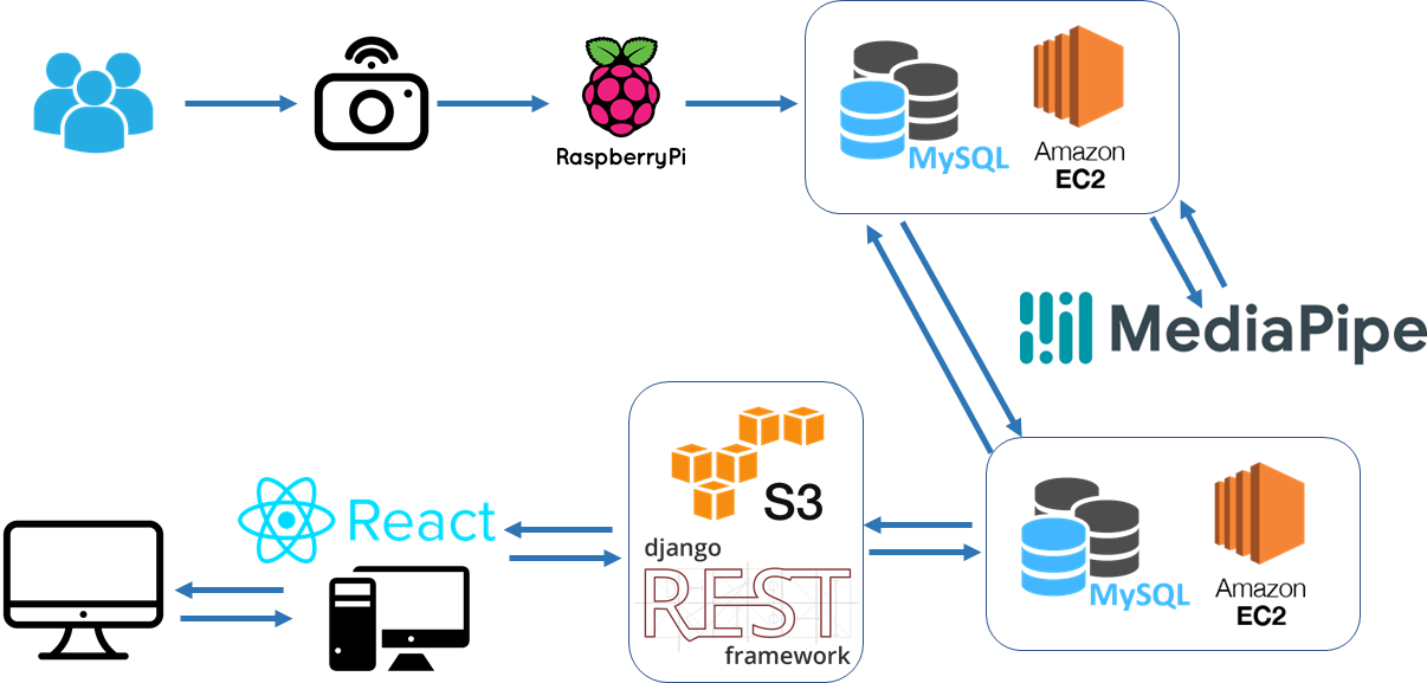 RaspberryPi
MySQL
Amazon
EC2
MediaPipe
S3
django
REST
framework
React
MySQL
Amazon
EC2